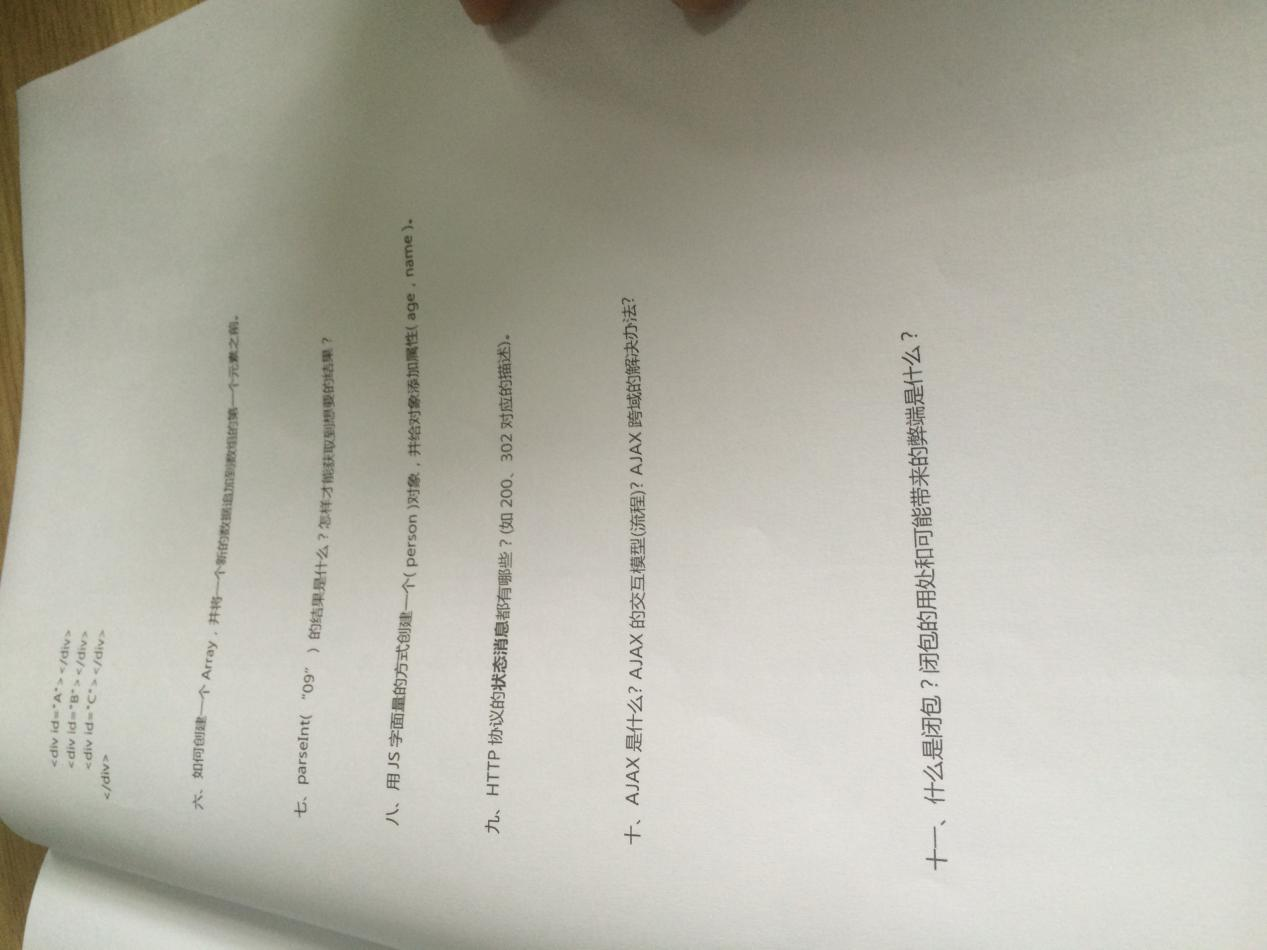 <div id="A"> </div>
<div id="B"> </div>
<div id="C"> </div>
</div>
六、如何创建一个 Array，并将一个新的数据追加到数组的第一个元素之前。
七、parseInt( “09” ）的结果是什么？怎样才能获取到想要的结果？
八、用 JS 字面量的方式创建一个( person )对象，并给对象添加属性( age，name )。
九、HTTP 协议的状态消息都有哪些？(如 200、302 对应的描述)。
十、AJAX 是什么? AJAX 的交互模型(流程)? AJAX 跨域的解决办法?
十一、什么是闭包？闭包的用处和可能带来的弊端是什么？